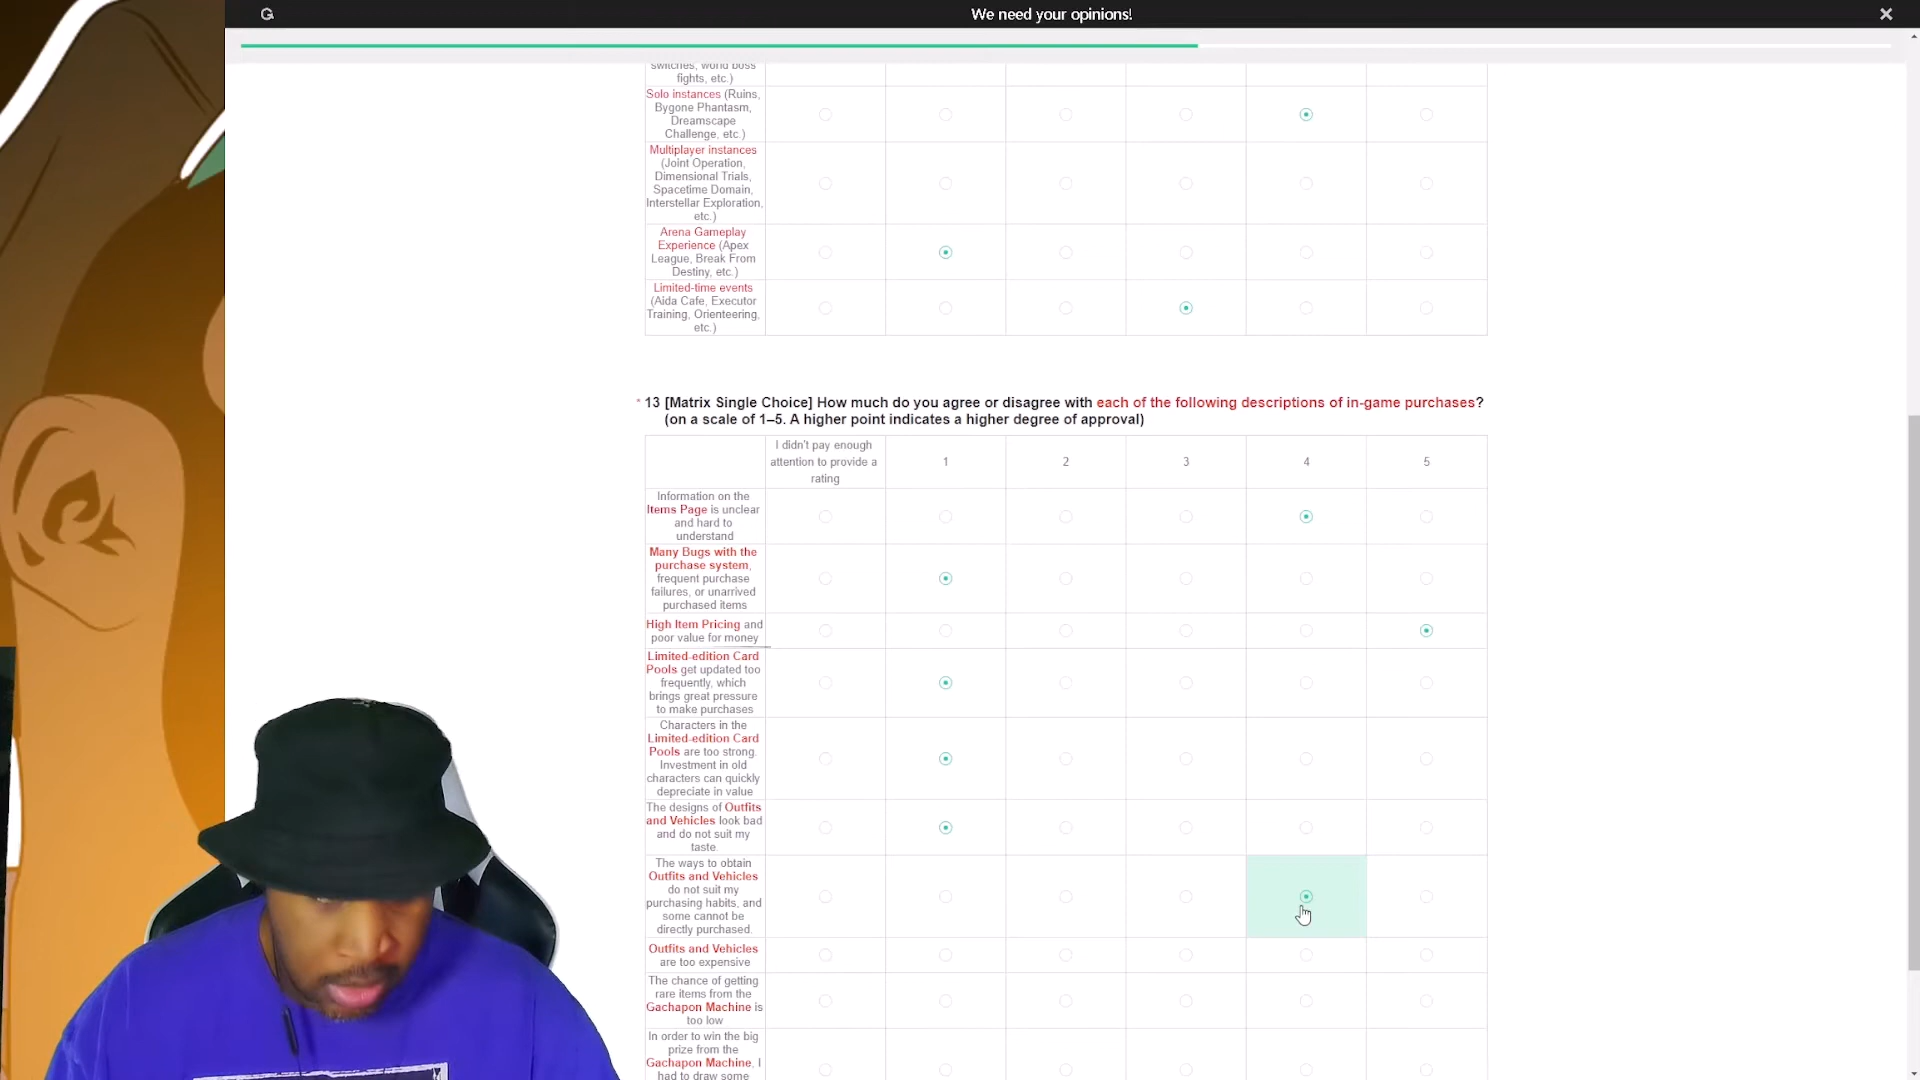 We need your opinions!
switches, world boss
fights, etc.)
Solo instances (Ruins,
Bygone Phantasm,
Dreamscape
Challenge, etc.)
Multiplayer instances
(Joint Operation,
Dimensional Trials,
Spacetime Domain,
Interstellar Exploration,
etc.)
Arena Gameplay
Experience (Apex
League, Break From
Destiny, etc.)
Limited-time events
(Aida Cafe, Executor
Training, Orienteering,
etc.)
* 13 [Matrix Single Choice] How much do you agree or disagree with each of the following descriptions of in-game purchases?
(on a scale of 1–5. A higher point indicates a higher degree of approval)
I didn't pay enough
attention to provide a
rating
1 2 3 4 5
Information on the
Items Page is unclear
and hard to
understand
Many Bugs with the
purchase system,
frequent purchase
failures, or unarrived
purchased items
High Item Pricing and
poor value for money
Limited-edition Card
Pools get updated too
frequently, which
brings great pressure
to make purchases
Characters in the
Limited-edition Card
Pools are too strong.
Investment in old
characters can quickly
depreciate in value
The designs of Outfits
and Vehicles look bad
and do not suit my
taste.
The ways to obtain
Outfits and Vehicles
do not suit my
purchasing habits, and
some cannot be
directly purchased.
Outfits and Vehicles
are too expensive
The chance of getting
rare items from the
Gachapon Machine is
too low
In order to win the big
prize from the
Gachapon Machine, I
had to draw some